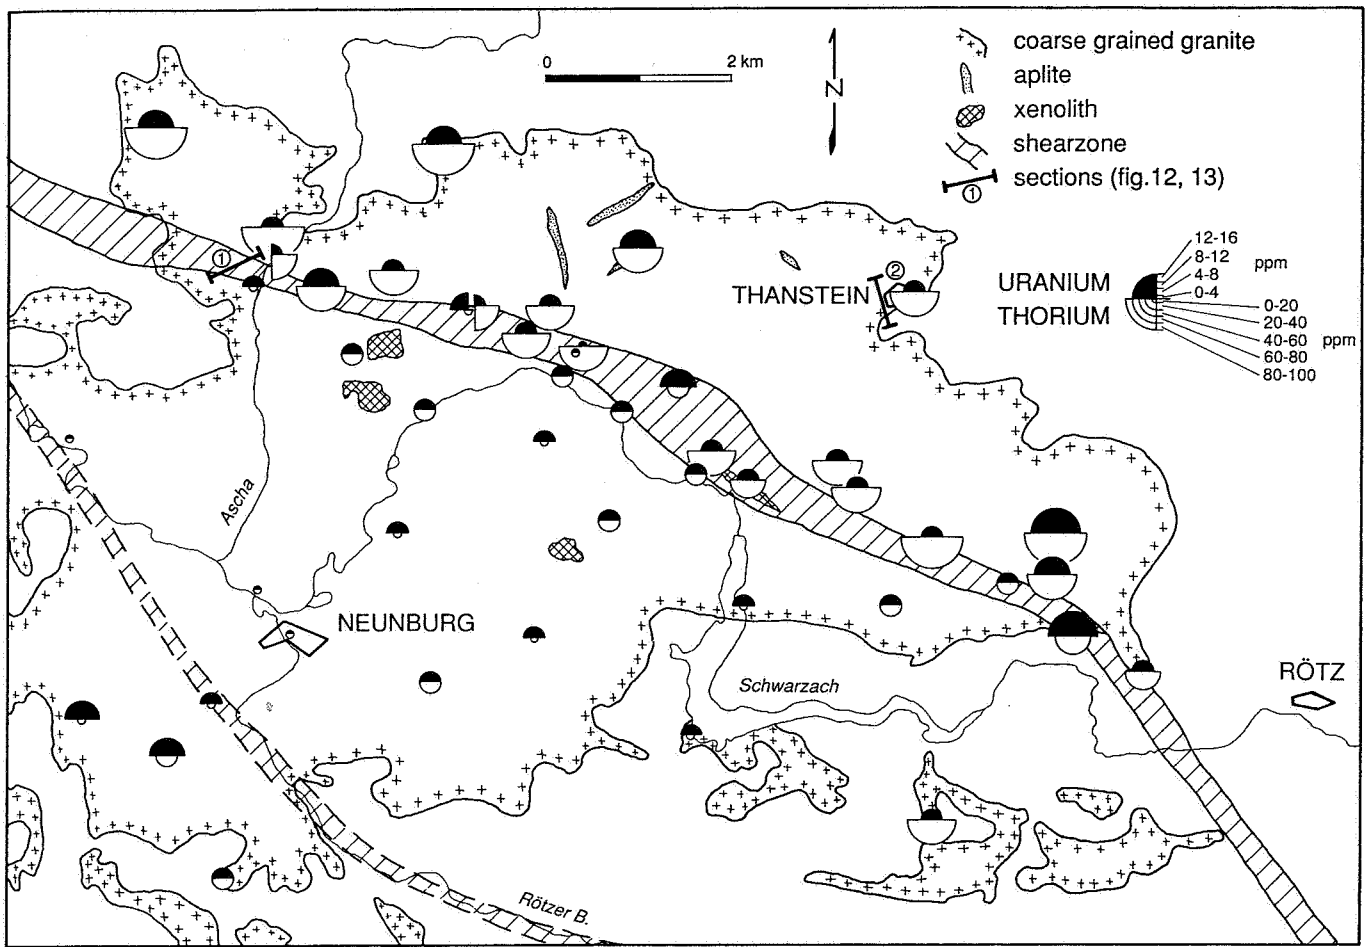 0 2 km
N
coarse grained granite
aplite
xenolith
shearzone
sections (fig.12, 13)
1
1
2
THANSTEIN
URANIUM
THORIUM
12-16
8-12
4-8
0-4
ppm
0-20
20-40
40-60
60-80
80-100
ppm
Ascha
NEUNBURG
Schwarzach
RÖTZ
Rötzer B.